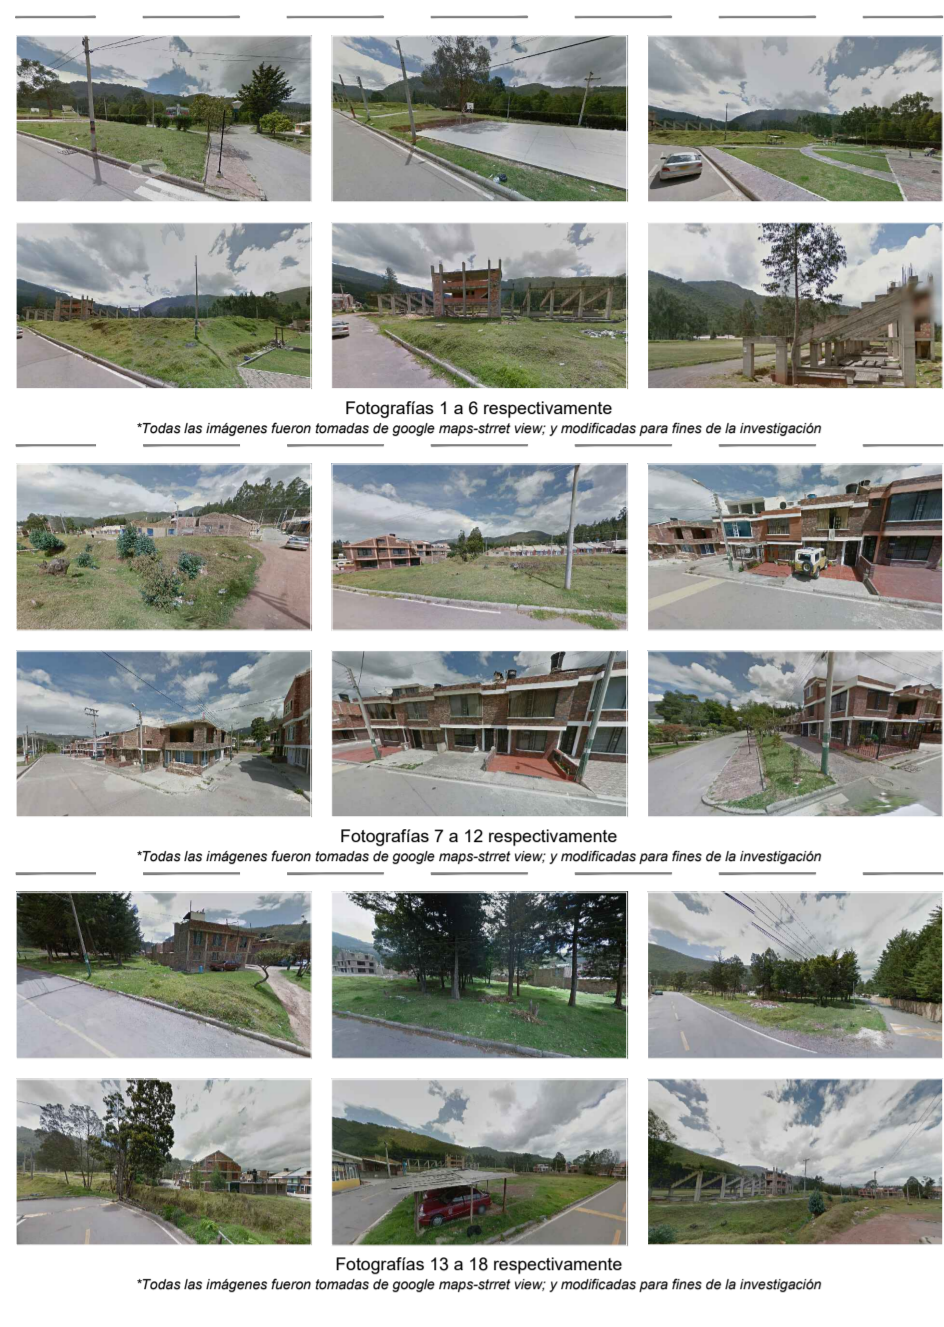 Fotografías 1 a 6 respectivamente
*Todas las imágenes fueron tomadas de google maps-strret view; y modificadas para fines de la investigación
Fotografías 7 a 12 respectivamente
*Todas las imágenes fueron tomadas de google maps-strret view; y modificadas para fines de la investigación
Fotografías 13 a 18 respectivamente
*Todas las imágenes fueron tomadas de google maps-strret view; y modificadas para fines de la investigación